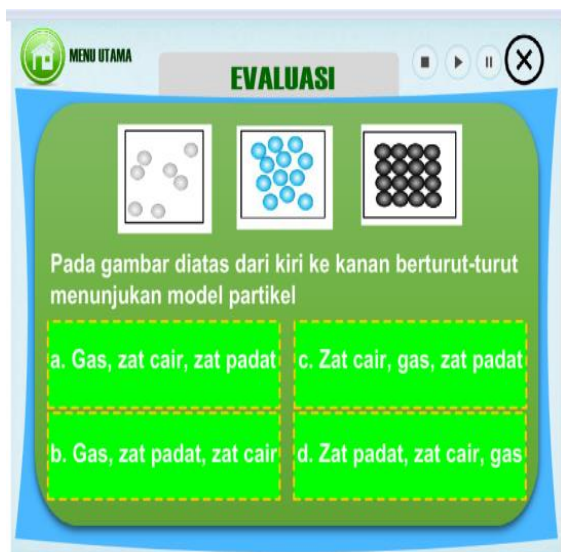 MENU UTAMA
EVALUASI
Pada gambar diatas dari kiri ke kanan berturut-turut
menunjukan model partikel
a. Gas, zat cair, zat padat
c. Zat cair, gas, zat padat
b. Gas, zat padat, zat cair
d. Zat padat, zat cair, gas